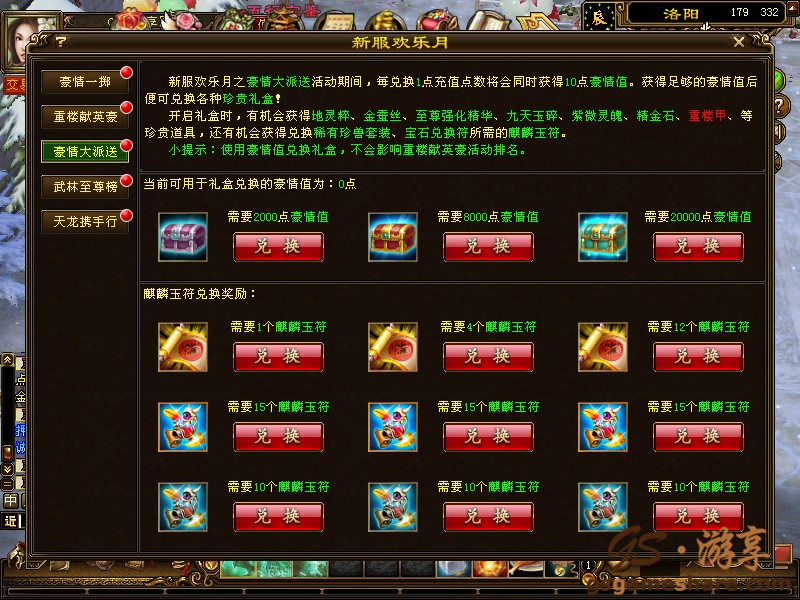 洛阳
179 332
辰
?
新服欢乐月
×
豪情一掷
重楼献英豪
豪情大派送
武林至尊榜
天龙携手行
新服欢乐月之豪情大派送活动期间，每兑换1点充值点数将会同时获得10点豪情值。获得足够的豪情值后
便可兑换各种珍贵礼盒！
开启礼盒时，有机会获得地灵粹、金蚕丝、至尊强化精华、九天玉碎、紫微灵魄、精金石、重楼甲、等
珍贵道具，还有机会获得兑换稀有珍兽套装、宝石兑换符所需的麒麟玉符。
小提示：使用豪情值兑换礼盒，不会影响重楼献英豪活动排名。
当前可用于礼盒兑换的豪情值为：0点
需要2000点豪情值
需要8000点豪情值
需要20000点豪情值
兑 换
兑 换
兑 换
麒麟玉符兑换奖励：
需要1个麒麟玉符
需要4个麒麟玉符
需要12个麒麟玉符
兑 换
兑 换
兑 换
需要15个麒麟玉符
需要15个麒麟玉符
需要15个麒麟玉符
兑 换
兑 换
兑 换
需要10个麒麟玉符
需要10个麒麟玉符
需要10个麒麟玉符
兑 换
兑 换
兑 换
申
近
GS·游享
1